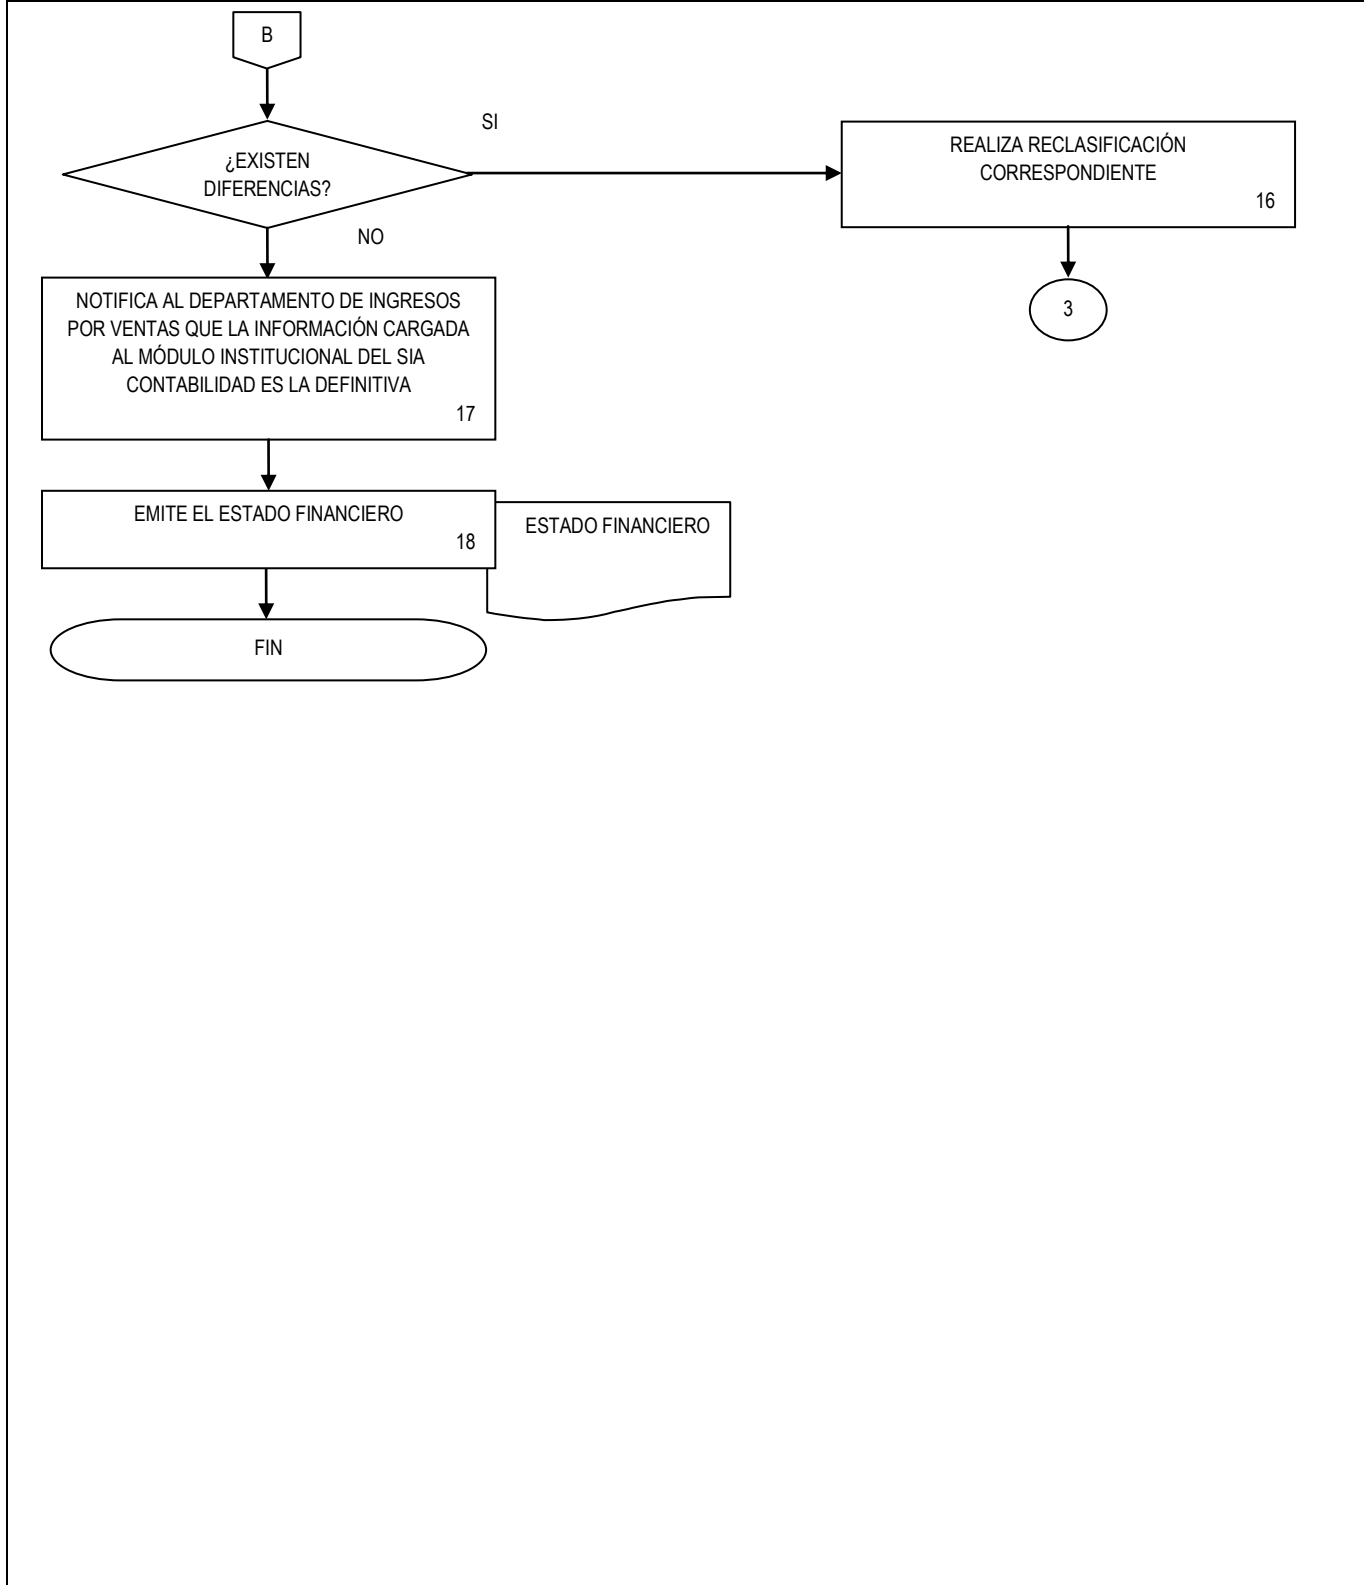 B
SI
¿EXISTEN
DIFERENCIAS?
REALIZA RECLASIFICACIÓN
CORRESPONDIENTE
16
NO
3
NOTIFICA AL DEPARTAMENTO DE INGRESOS
POR VENTAS QUE LA INFORMACIÓN CARGADA
AL MÓDULO INSTITUCIONAL DEL SIA
CONTABILIDAD ES LA DEFINITIVA
17
EMITE EL ESTADO FINANCIERO
18
ESTADO FINANCIERO
FIN